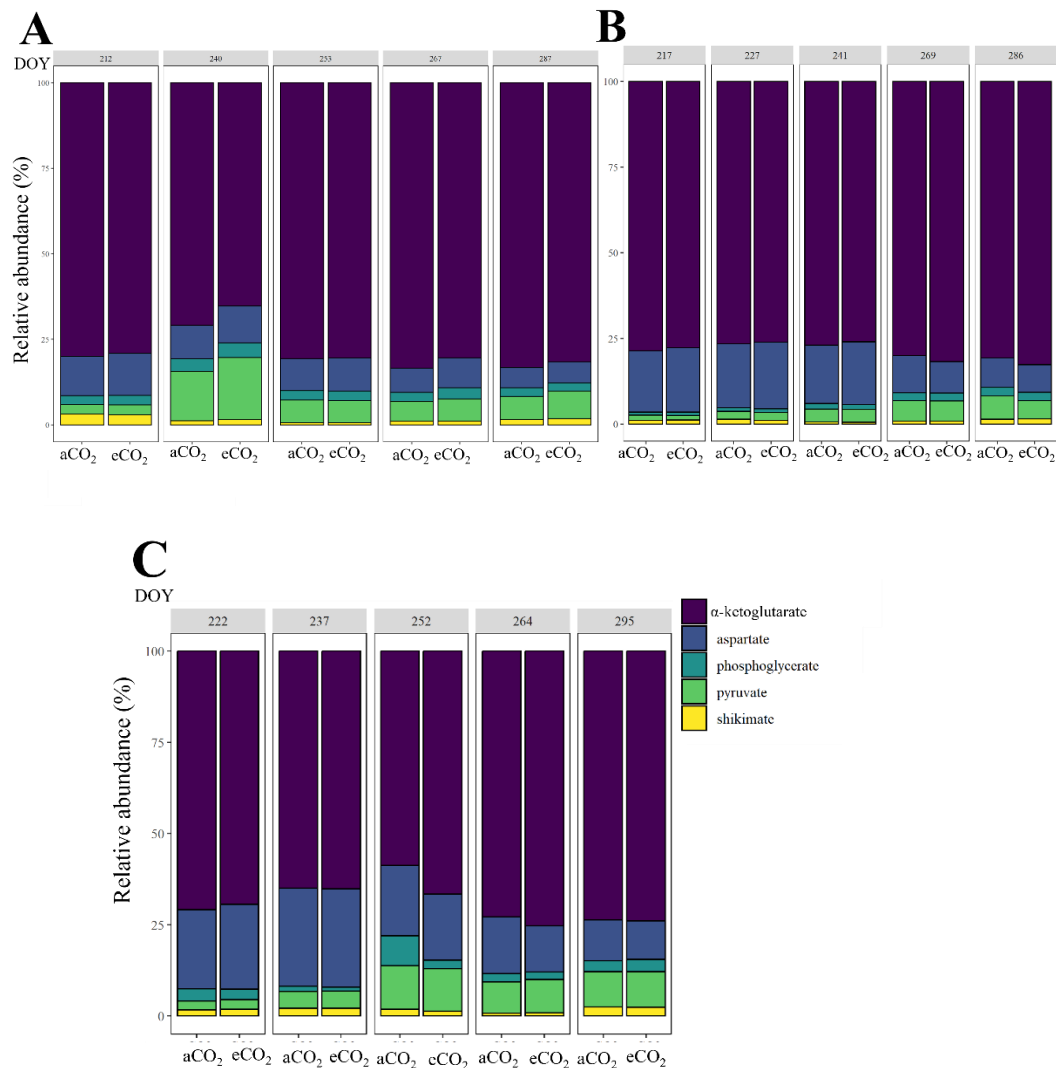 A
DOY
212 240 253 267 287
Relative abundance (%)
100
75
50
25
0
aCO₂ eCO₂ aCO₂ eCO₂ aCO₂ eCO₂ aCO₂ eCO₂ aCO₂ eCO₂
B
217 227 241 269 286
100
75
50
25
0
aCO₂ eCO₂ aCO₂ eCO₂ aCO₂ eCO₂ aCO₂ eCO₂ aCO₂ eCO₂
C
DOY
222 237 252 264 295
Relative abundance (%)
100
75
50
25
0
aCO₂ eCO₂ aCO₂ eCO₂ aCO₂ eCO₂ aCO₂ eCO₂ aCO₂ eCO₂
α-ketoglutarate
aspartate
phosphoglycerate
pyruvate
shikimate